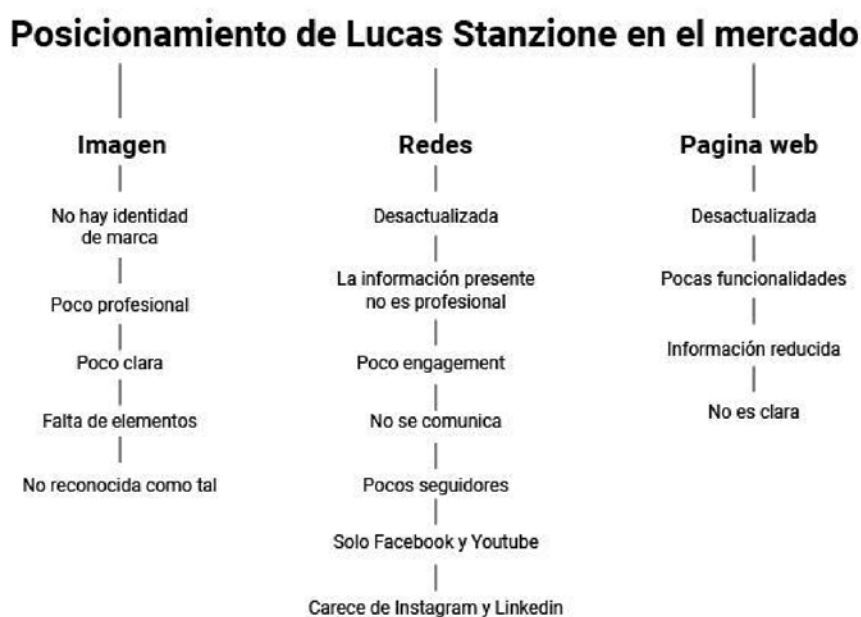 Posicionamiento de Lucas Stanzione en el mercado
Imagen
No hay identidad
de marca
Poco profesional
Poco clara
Falta de elementos
No reconocida como tal
Redes
Desactualizada
La información presente
no es profesional
Poco engagement
No se comunica
Pocos seguidores
Solo Facebook y Youtube
Carece de Instagram y Linkedin
Pagina web
Desactualizada
Pocas funcionalidades
Información reducida
No es clara